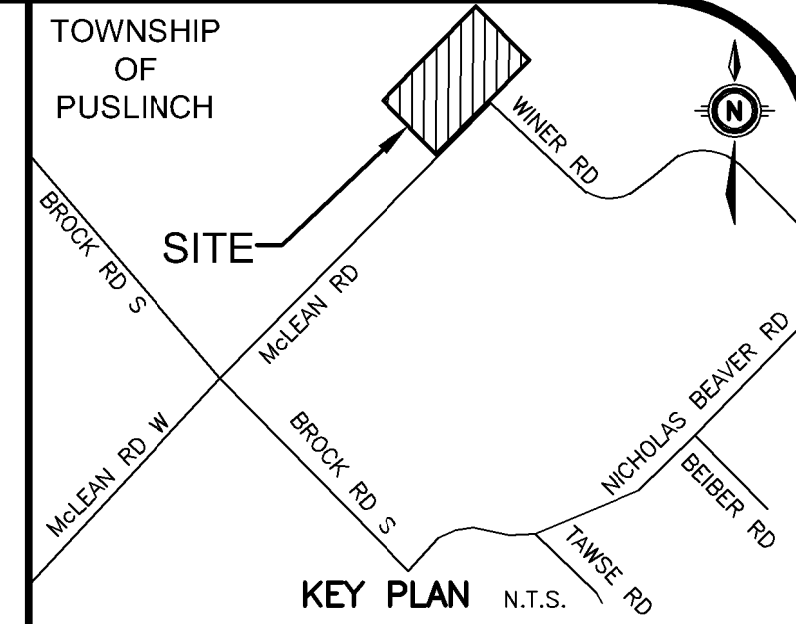 TOWNSHIP
OF
PUSLINCH
N
WINER RD
BROCK RD S
SITE
McLEAN RD
NICHOLAS BEAVER RD
McLEAN RD W
BROCK RD S
BEIBER RD
TAWSE RD
KEY PLAN N.T.S.